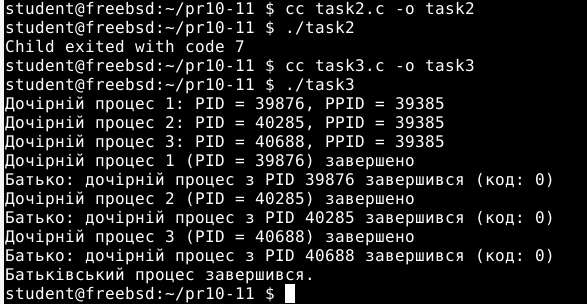 student@freebsd:~/pr10-11 $ cc task2.c -o task2
student@freebsd:~/pr10-11 $ ./task2
Child exited with code 7
student@freebsd:~/pr10-11 $ cc task3.c -o task3
student@freebsd:~/pr10-11 $ ./task3
Дочірній процес 1: PID = 39876, PPID = 39385
Дочірній процес 2: PID = 40285, PPID = 39385
Дочірній процес 3: PID = 40688, PPID = 39385
Дочірній процес 1 (PID = 39876) завершено
Батько: дочірній процес з PID 39876 завершився (код: 0)
Дочірній процес 2 (PID = 40285) завершено
Батько: дочірній процес з PID 40285 завершився (код: 0)
Дочірній процес 3 (PID = 40688) завершено
Батько: дочірній процес з PID 40688 завершився (код: 0)
Батьківський процес завершився.
student@freebsd:~/pr10-11 $